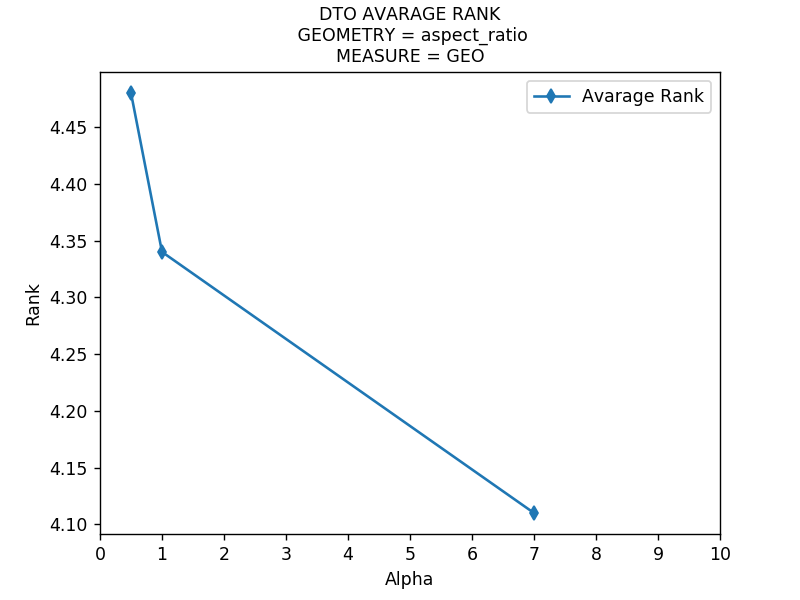 DTO AVARAGE RANK
GEOMETRY = aspect_ratio
MEASURE = GEO
Avarage Rank
4.45
4.40
4.35
4.30
4.25
4.20
4.15
4.10
Rank
0 1 2 3 4 5 6 7 8 9 10
Alpha